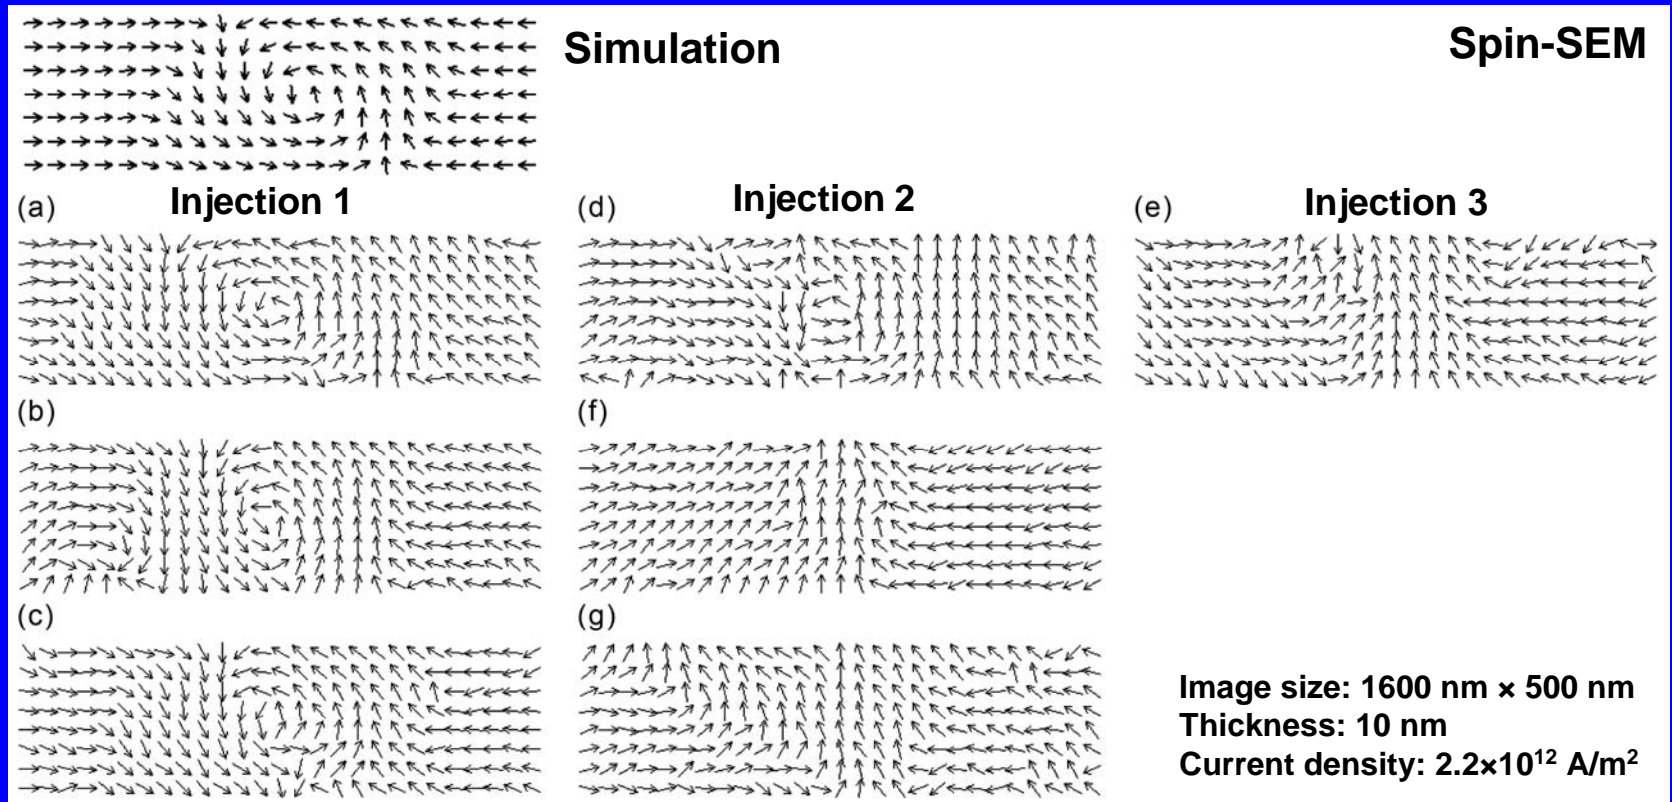 Simulation
Spin-SEM
(a) Injection 1
(d) Injection 2
(e) Injection 3
(b)
(f)
(c)
(g)
Image size: 1600 nm × 500 nm
Thickness: 10 nm
Current density: 2.2×10¹² A/m²